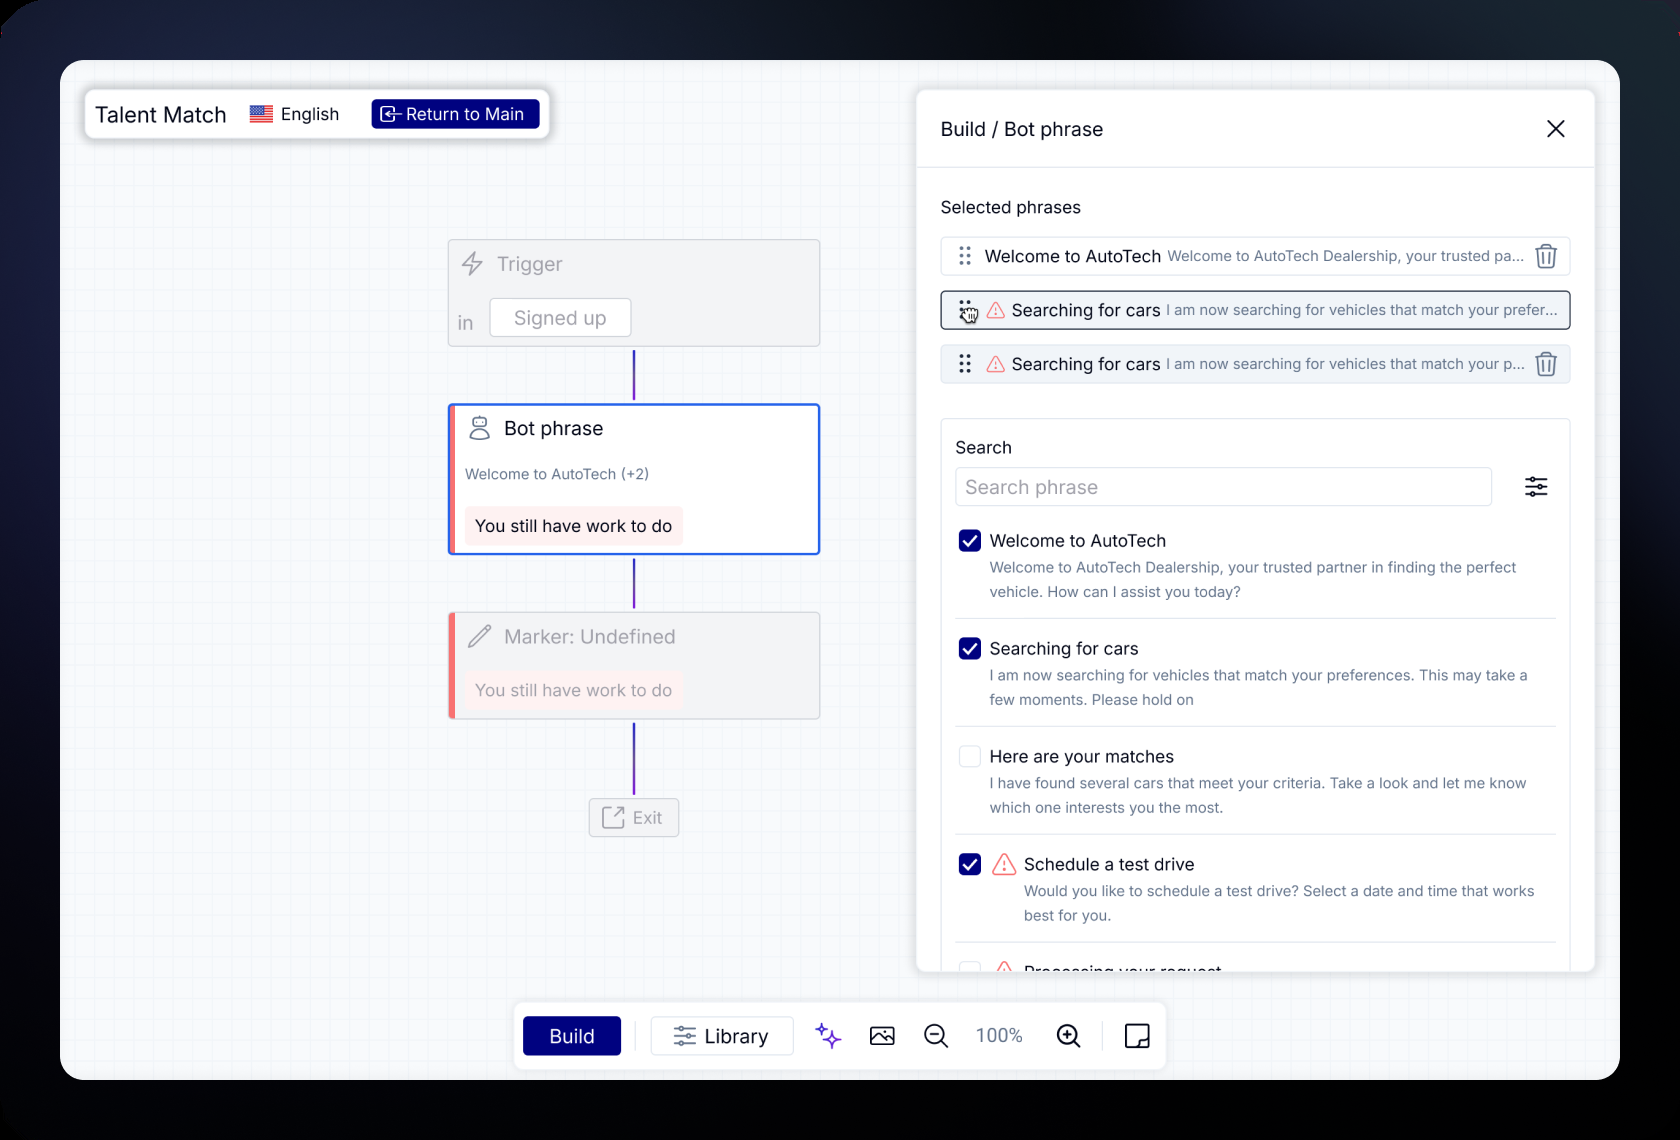 Talent Match
English
Return to Main
Trigger
in
Signed up
Bot phrase
Welcome to AutoTech (+2)
You still have work to do
Marker: Undefined
You still have work to do
Exit
Build / Bot phrase
Selected phrases
Welcome to AutoTech Welcome to AutoTech Dealership, your trusted pa...
Searching for cars I am now searching for vehicles that match your prefer...
Searching for cars I am now searching for vehicles that match your p...
Search
Search phrase
Welcome to AutoTech
Welcome to AutoTech Dealership, your trusted partner in finding the perfect
vehicle. How can I assist you today?
Searching for cars
I am now searching for vehicles that match your preferences. This may take a
few moments. Please hold on
Here are your matches
I have found several cars that meet your criteria. Take a look and let me know
which one interests you the most.
Schedule a test drive
Would you like to schedule a test drive? Select a date and time that works
best for you.
Processing your request
Build
Library
100%